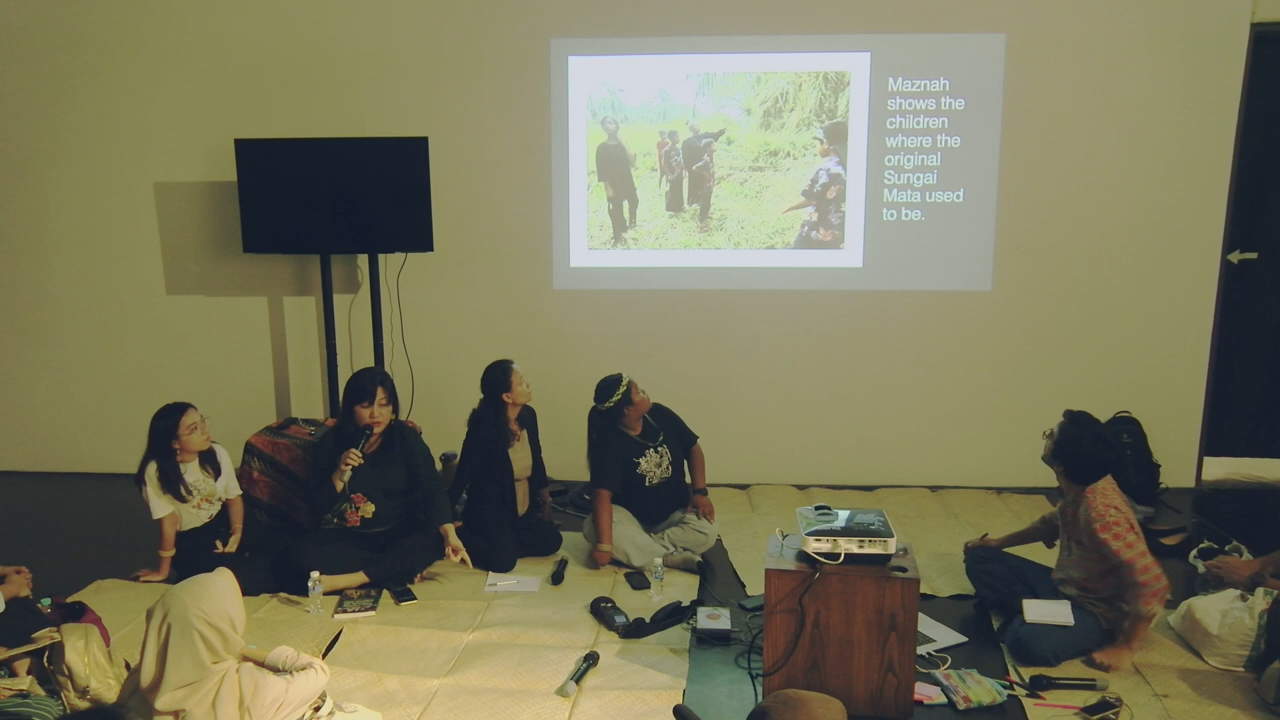 Maznah
shows the
children
where the
original
Sungai
Mata used
to be.